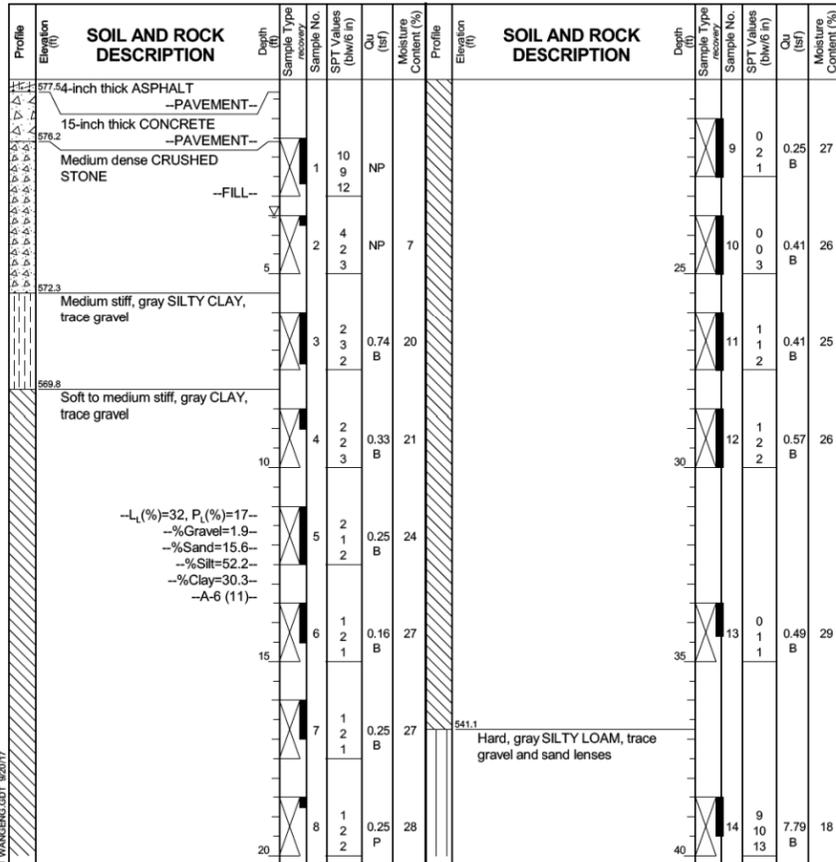 Profile
Elevation (ft)
SOIL AND ROCK
DESCRIPTION
Depth (ft)
Sample Type
recovery
Sample No.
SPT Values
(blw/6 in)
Qu
(tsf)
Moisture
Content (%)
577.5 4-inch thick ASPHALT
--PAVEMENT--
15-inch thick CONCRETE
576.2 --PAVEMENT--
Medium dense CRUSHED
STONE
--FILL--
1 10 9 12 NP
5 2 4 2 3 NP 7
572.3
Medium stiff, gray SILTY CLAY,
trace gravel
3 2 3 2 0.74 B 20
569.8
Soft to medium stiff, gray CLAY,
trace gravel
10 4 2 2 3 0.33 B 21
--LL(%)=32, PL(%)=17--
--%Gravel=1.9--
--%Sand=15.6--
--%Silt=52.2--
--%Clay=30.3--
--A-6 (11)--
5 2 1 2 0.25 B 24
15 6 1 2 1 0.16 B 27
7 1 2 1 0.25 B 27
20 8 1 2 2 0.25 P 28
WANGENG.GDT 9/20/17
Profile
Elevation (ft)
SOIL AND ROCK
DESCRIPTION
Depth (ft)
Sample Type
recovery
Sample No.
SPT Values
(blw/6 in)
Qu
(tsf)
Moisture
Content (%)
9 0 2 1 0.25 B 27
25 10 0 0 3 0.41 B 26
11 1 1 2 0.41 B 25
30 12 1 2 2 0.57 B 26
35 13 0 1 1 0.49 B 29
541.1
Hard, gray SILTY LOAM, trace
gravel and sand lenses
40 14 9 10 13 7.79 B 18